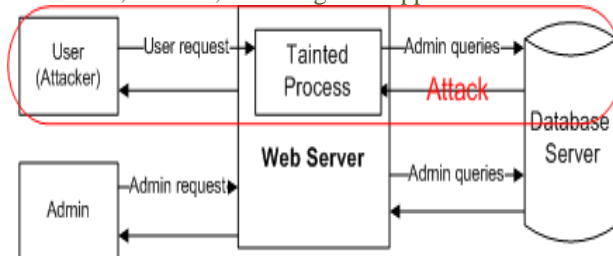 User
(Attacker)
User request
Tainted
Process
Admin queries
Attack
Database
Server
Web Server
Admin
Admin request
Admin queries